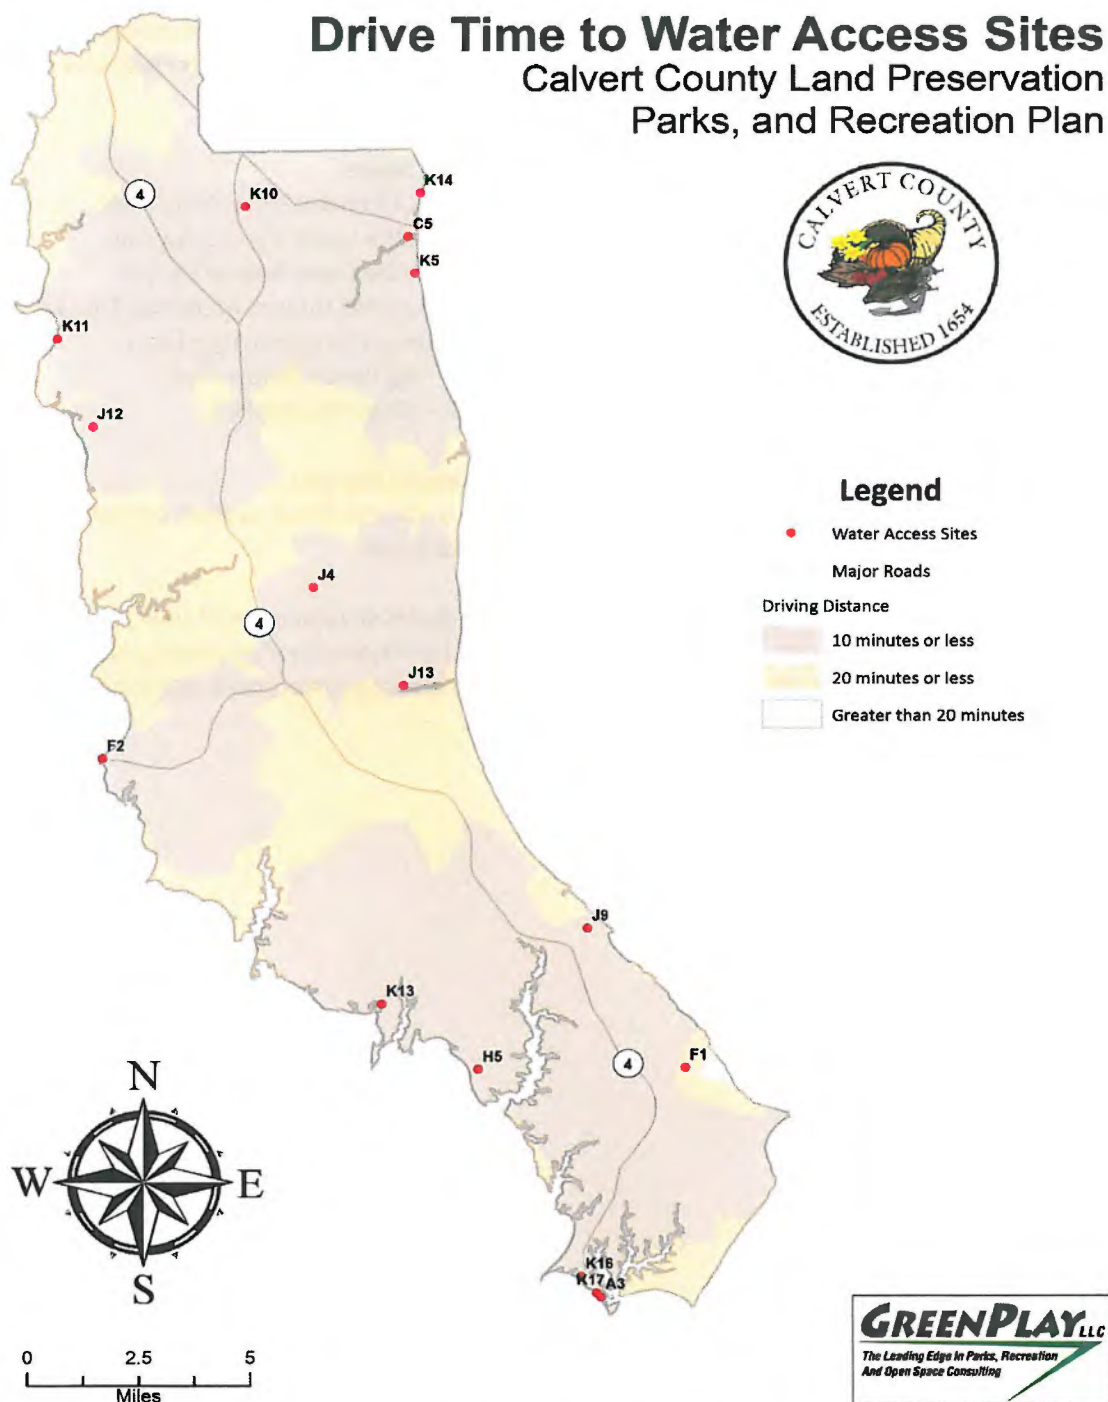 Drive Time to Water Access Sites
Calvert County Land Preservation
Parks, and Recreation Plan
CALVERT COUNTY
ESTABLISHED 1654
4
K10
K14
C5
K5
K11
J12
J4
4
J13
F2
J9
K13
H5
4
F1
K16
K17
A3
Legend
Water Access Sites
Major Roads
Driving Distance
10 minutes or less
20 minutes or less
Greater than 20 minutes
N
W
E
S
0 2.5 5
Miles
GREENPLAY LLC
The Leading Edge In Parks, Recreation
And Open Space Consulting